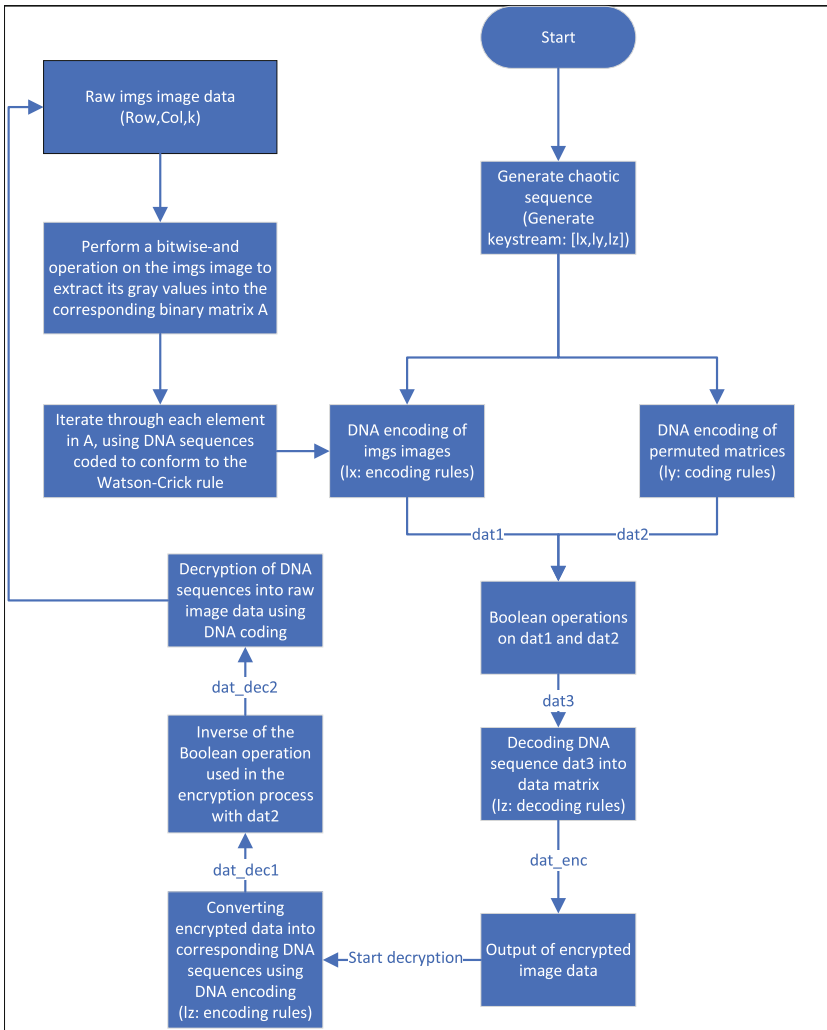 Start
Raw imgs image data
(Row,Col,k)
Generate chaotic
sequence
(Generate
keystream: [lx,ly,lz])
Perform a bitwise-and
operation on the imgs image to
extract its gray values into the
corresponding binary matrix A
Iterate through each element
in A, using DNA sequences
coded to conform to the
Watson-Crick rule
DNA encoding of
imgs images
(lx: encoding rules)
DNA encoding of
permuted matrices
(ly: coding rules)
dat1
dat2
Boolean operations
on dat1 and dat2
dat3
Decoding DNA
sequence dat3 into
data matrix
(lz: decoding rules)
dat_enc
Output of encrypted
image data
Start decryption
Converting
encrypted data into
corresponding DNA
sequences using
DNA encoding
(lz: encoding rules)
dat_dec1
Inverse of the
Boolean operation
used in the
encryption process
with dat2
dat_dec2
Decryption of DNA
sequences into raw
image data using
DNA coding